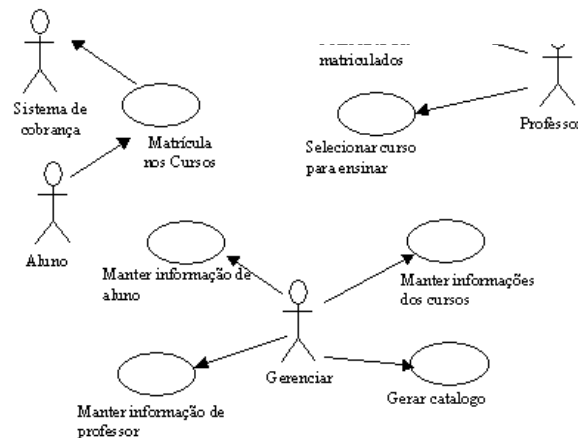 matriculados
Sistema de
cobrança
Matrícula
nos Cursos
Professor
Selecionar curso
para ensinar
Aluno
Manter informação de
aluno
Manter informações
dos cursos
Gerenciar
Gerar catalogo
Manter informação de
professor